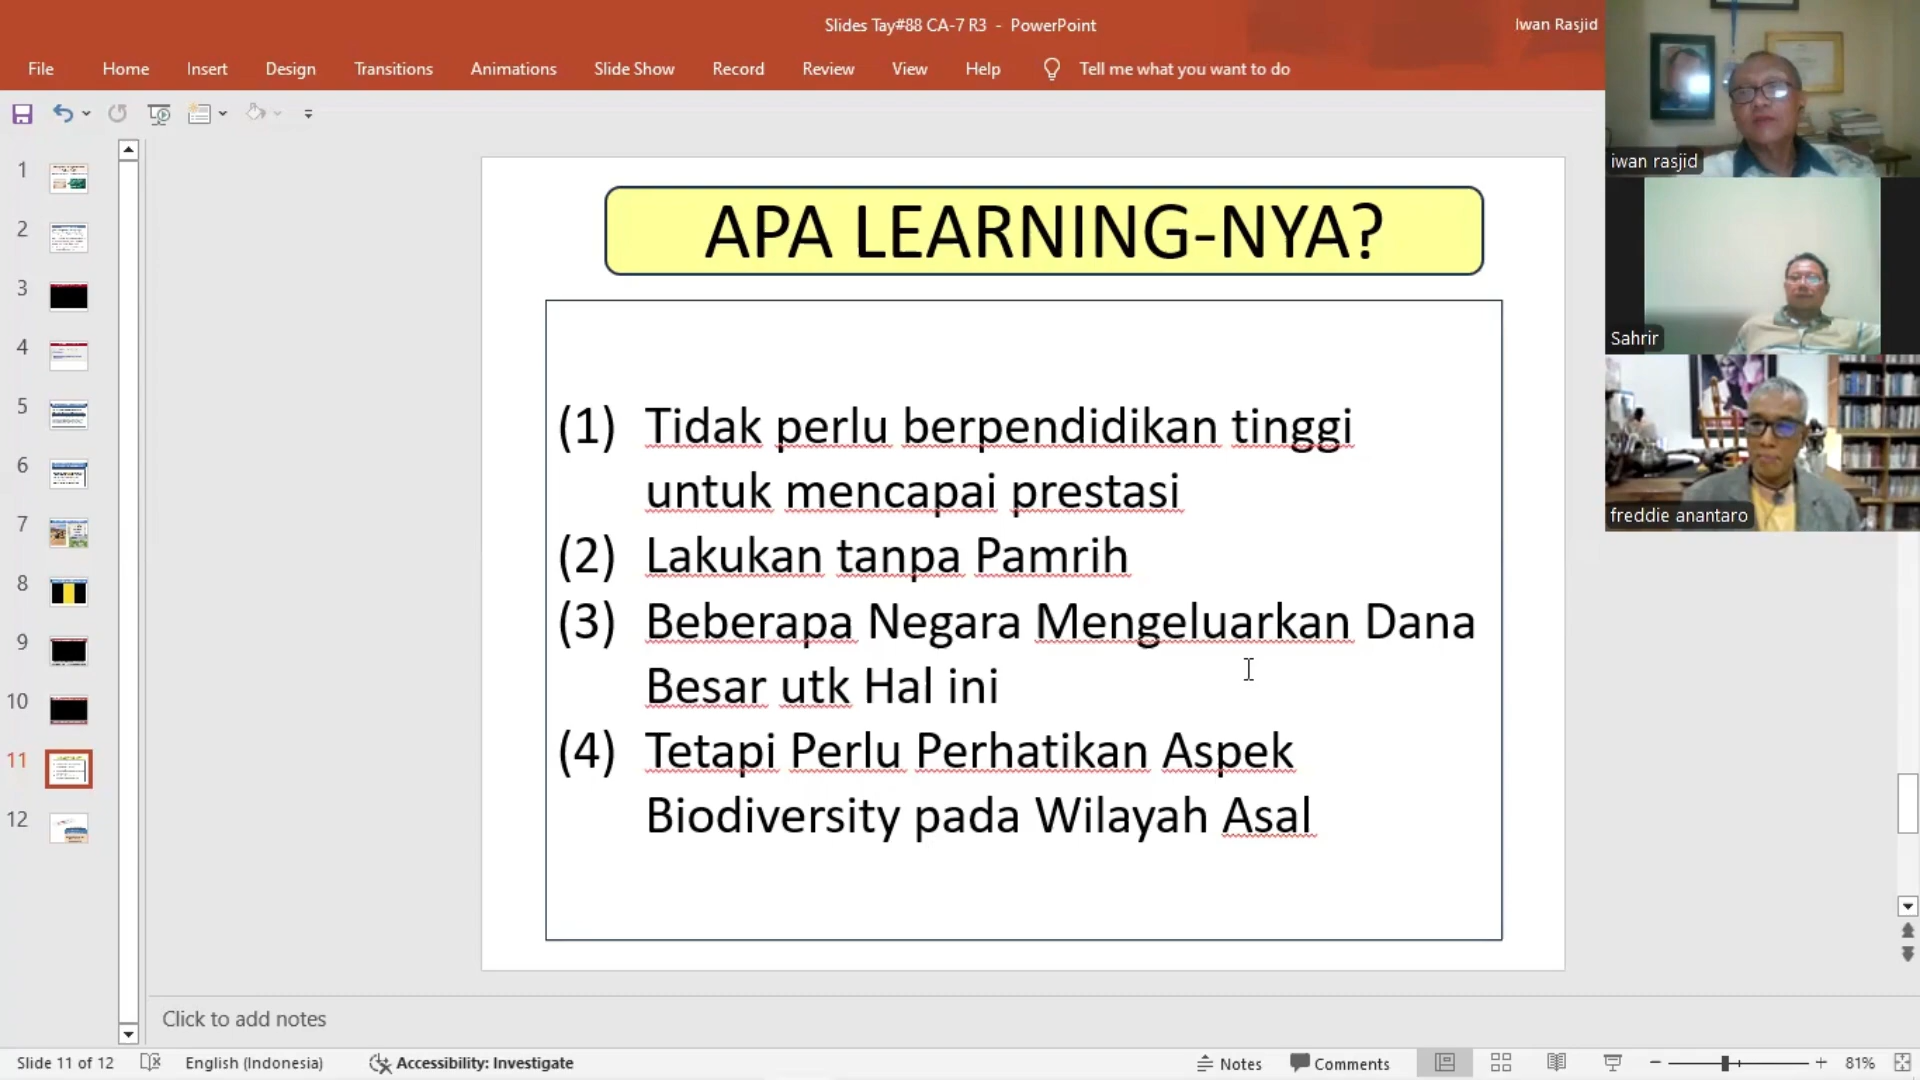 Slides Tay#88 CA-7 R3 - PowerPoint
Iwan Rasjid
File Home Insert Design Transitions Animations Slide Show Record Review View Help Tell me what you want to do
1
2
3
4
5
6
7
8
9
10
11
12
APA LEARNING-NYA?
(1) Tidak perlu berpendidikan tinggi
untuk mencapai prestasi
(2) Lakukan tanpa Pamrih
(3) Beberapa Negara Mengeluarkan Dana
Besar utk Hal ini
(4) Tetapi Perlu Perhatikan Aspek
Biodiversity pada Wilayah Asal
iwan rasjid
Sahrir
freddie anantaro
Click to add notes
Slide 11 of 12 English (Indonesia) Accessibility: Investigate Notes Comments 81%